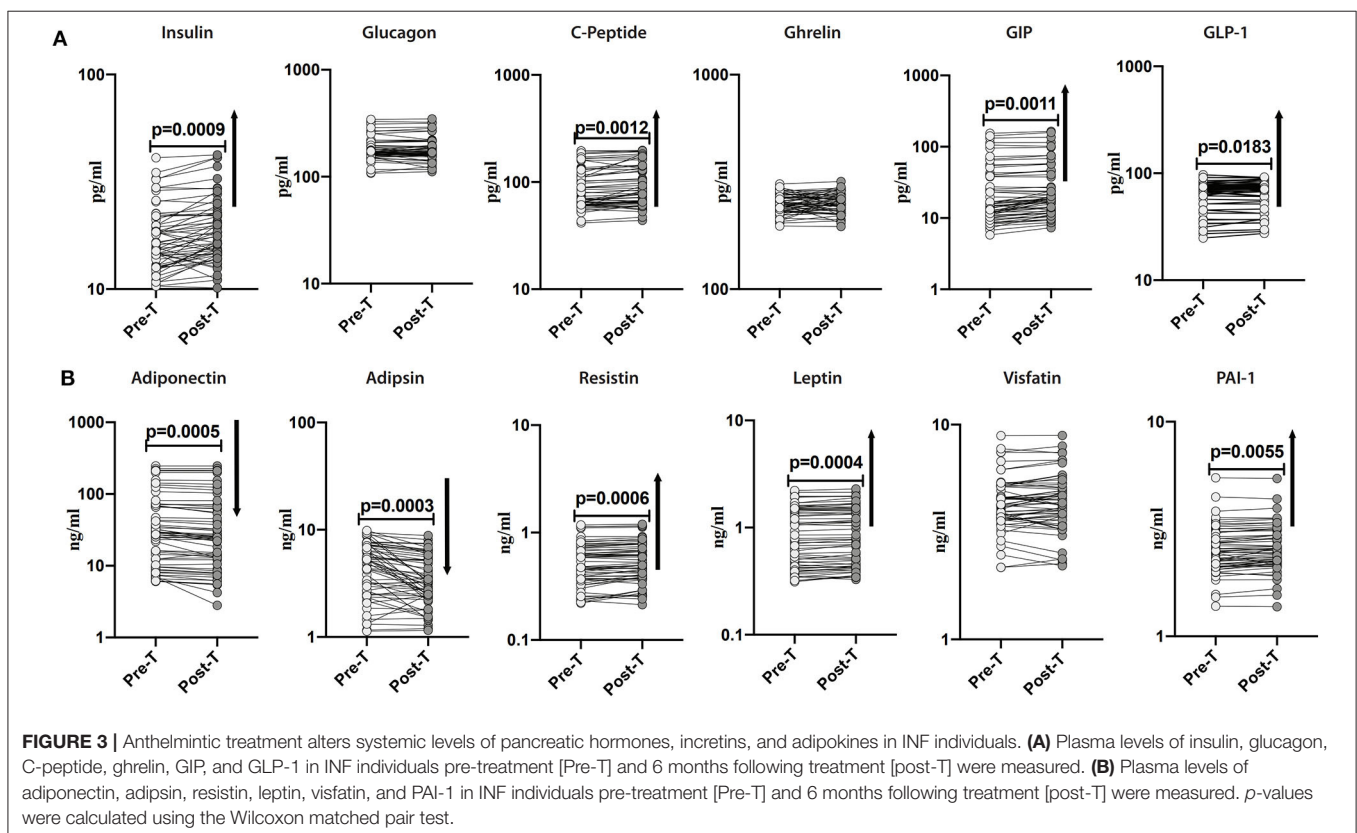 A
Insulin Glucagon C-Peptide Ghrelin GIP GLP-1
100 1000 1000 1000 1000 1000
p=0.0009 p=0.0012 p=0.0011 p=0.0183
pg/ml pg/ml pg/ml pg/ml pg/ml pg/ml
100 100 100 100
10
10 10 10 100 1 10
Pre-T Post-T Pre-T Post-T Pre-T Post-T Pre-T Post-T Pre-T Post-T Pre-T Post-T
B
Adiponectin Adipsin Resistin Leptin Visfatin PAI-1
1000 100 10 10 10 10
p=0.0005 p=0.0003 p=0.0006 p=0.0004 p=0.0055
ng/ml ng/ml ng/ml ng/ml ng/ml ng/ml
100
10 10 1 1
1 1 0.1 0.1 1 1
Pre-T Post-T Pre-T Post-T Pre-T Post-T Pre-T Post-T Pre-T Post-T Pre-T Post-T
FIGURE 3 | Anthelmintic treatment alters systemic levels of pancreatic hormones, incretins, and adipokines in INF individuals. (A) Plasma levels of insulin, glucagon,
C-peptide, ghrelin, GIP, and GLP-1 in INF individuals pre-treatment [Pre-T] and 6 months following treatment [post-T] were measured. (B) Plasma levels of
adiponectin, adipsin, resistin, leptin, visfatin, and PAI-1 in INF individuals pre-treatment [Pre-T] and 6 months following treatment [post-T] were measured. p-values
were calculated using the Wilcoxon matched pair test.